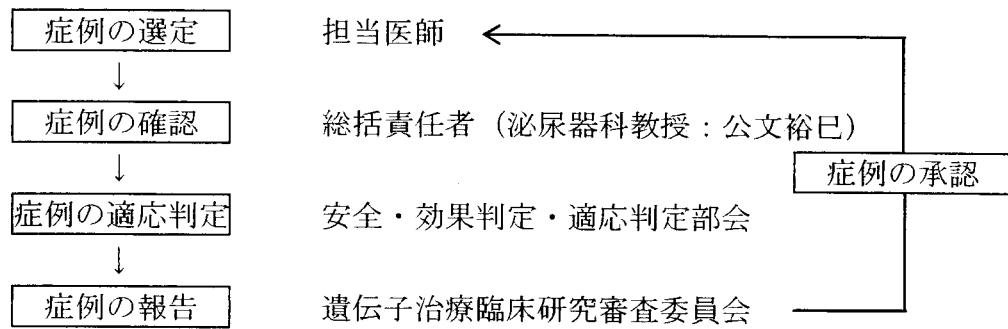 症例の選定 担当医師
↓
症例の確認 総括責任者（泌尿器科教授：公文裕巳）
↓
症例の承認
症例の適応判定 安全・効果判定・適応判定部会
↓
症例の報告 遺伝子治療臨床研究審査委員会